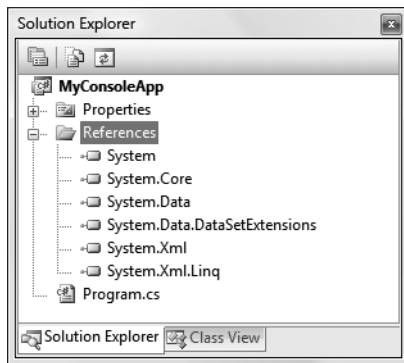 Solution Explorer
MyConsoleApp
Properties
References
System
System.Core
System.Data
System.Data.DataSetExtensions
System.Xml
System.Xml.Linq
Program.cs
Solution Explorer Class View